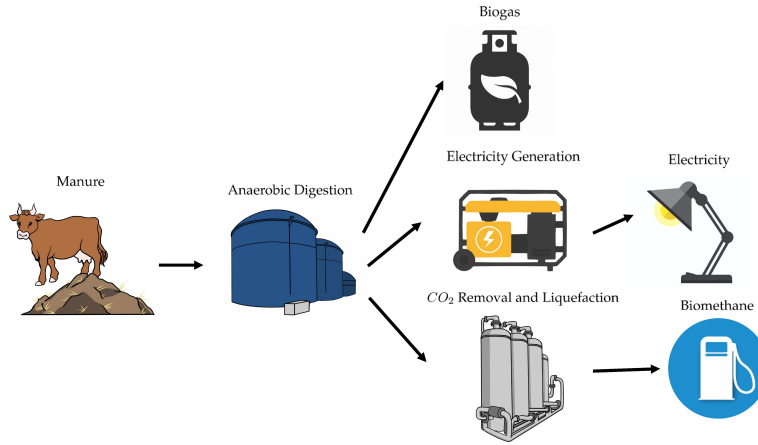 Biogas
Electricity Generation
Electricity
Manure
Anaerobic Digestion
CO₂ Removal and Liquefaction
Biomethane